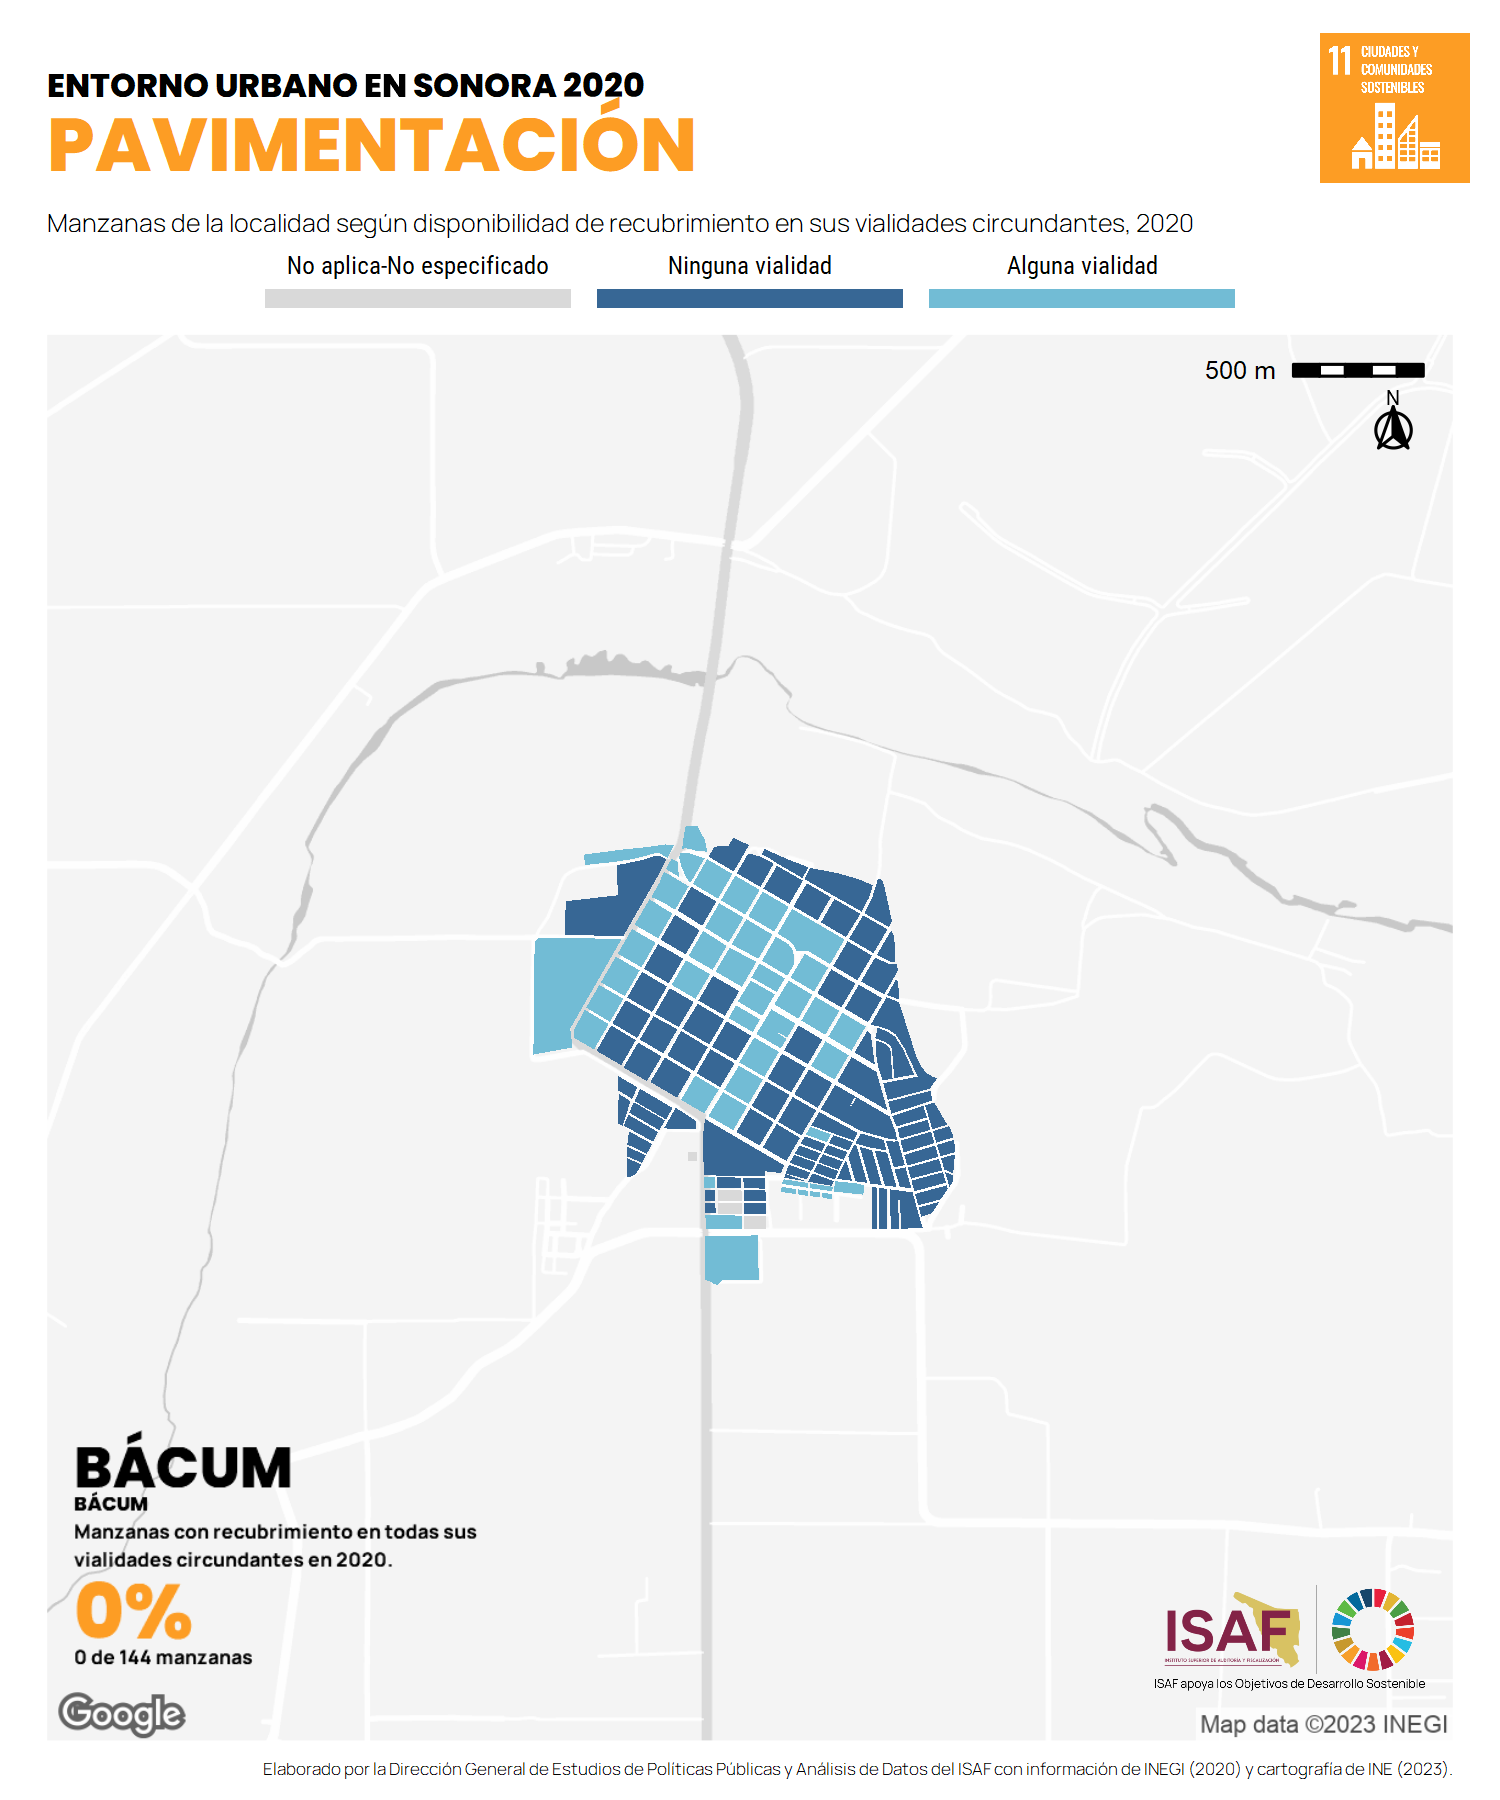 ENTORNO URBANO EN SONORA 2020
PAVIMENTACIÓN
11 CIUDADES Y
COMUNIDADES
SOSTENIBLES
Manzanas de la localidad según disponibilidad de recubrimiento en sus vialidades circundantes, 2020
No aplica-No especificado
Ninguna vialidad
Alguna vialidad
500 m
N
BÁCUM
BÁCUM
Manzanas con recubrimiento en todas sus
vialidades circundantes en 2020.
0%
0 de 144 manzanas
Google
ISAF
INSTITUTO SUPERIOR DE AUDITORÍA Y FISCALIZACIÓN
ISAF apoya los Objetivos de Desarrollo Sostenible
Map data ©2023 INEGI
Elaborado por la Dirección General de Estudios de Políticas Públicas y Análisis de Datos del ISAF con información de INEGI (2020) y cartografía de INE (2023).